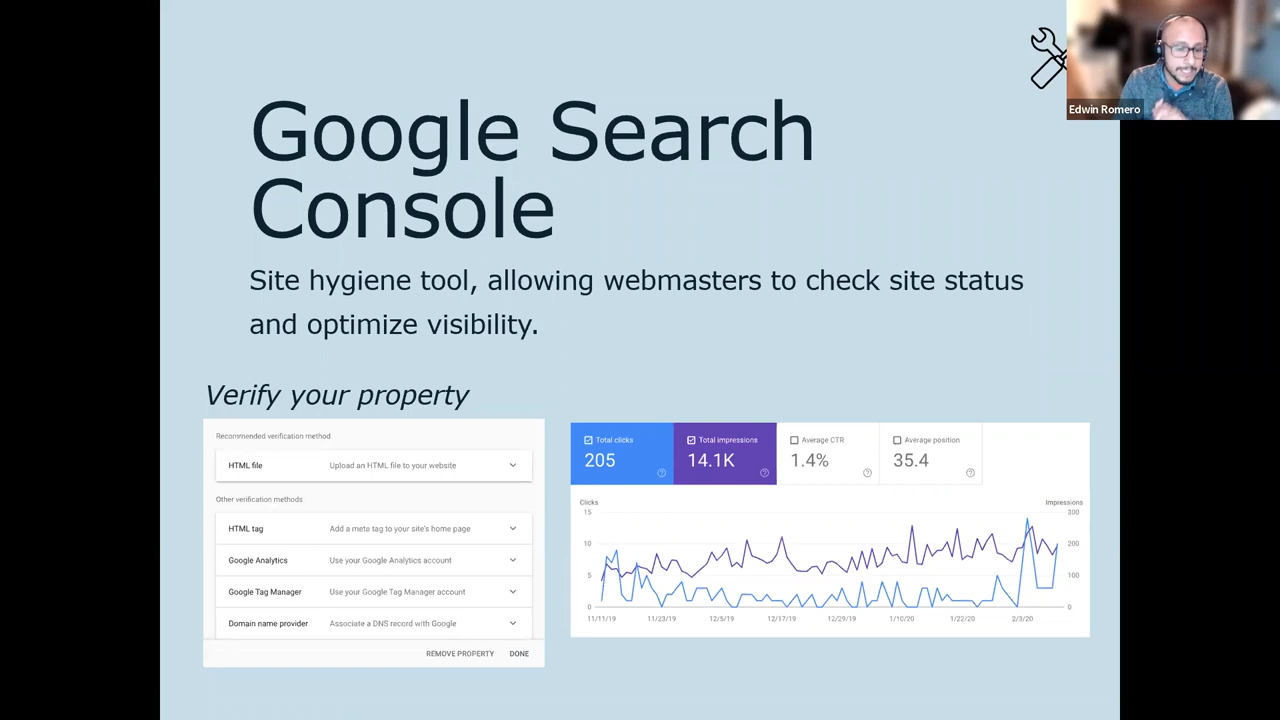 Edwin Romero
Google Search
Console
Site hygiene tool, allowing webmasters to check site status
and optimize visibility.
Verify your property
Recommended verification method
HTML file Upload an HTML file to your website
Other verification methods
HTML tag Add a meta tag to your site's home page
Google Analytics Use your Google Analytics account
Google Tag Manager Use your Google Tag Manager account
Domain name provider Associate a DNS record with Google
REMOVE PROPERTY DONE
Total clicks Total impressions Average CTR Average position
205 14.1K 1.4% 35.4
Clicks Impressions
15 300
10 200
5 100
0 0
11/11/19 11/23/19 12/5/19 12/17/19 12/29/19 1/10/20 1/22/20 2/3/20